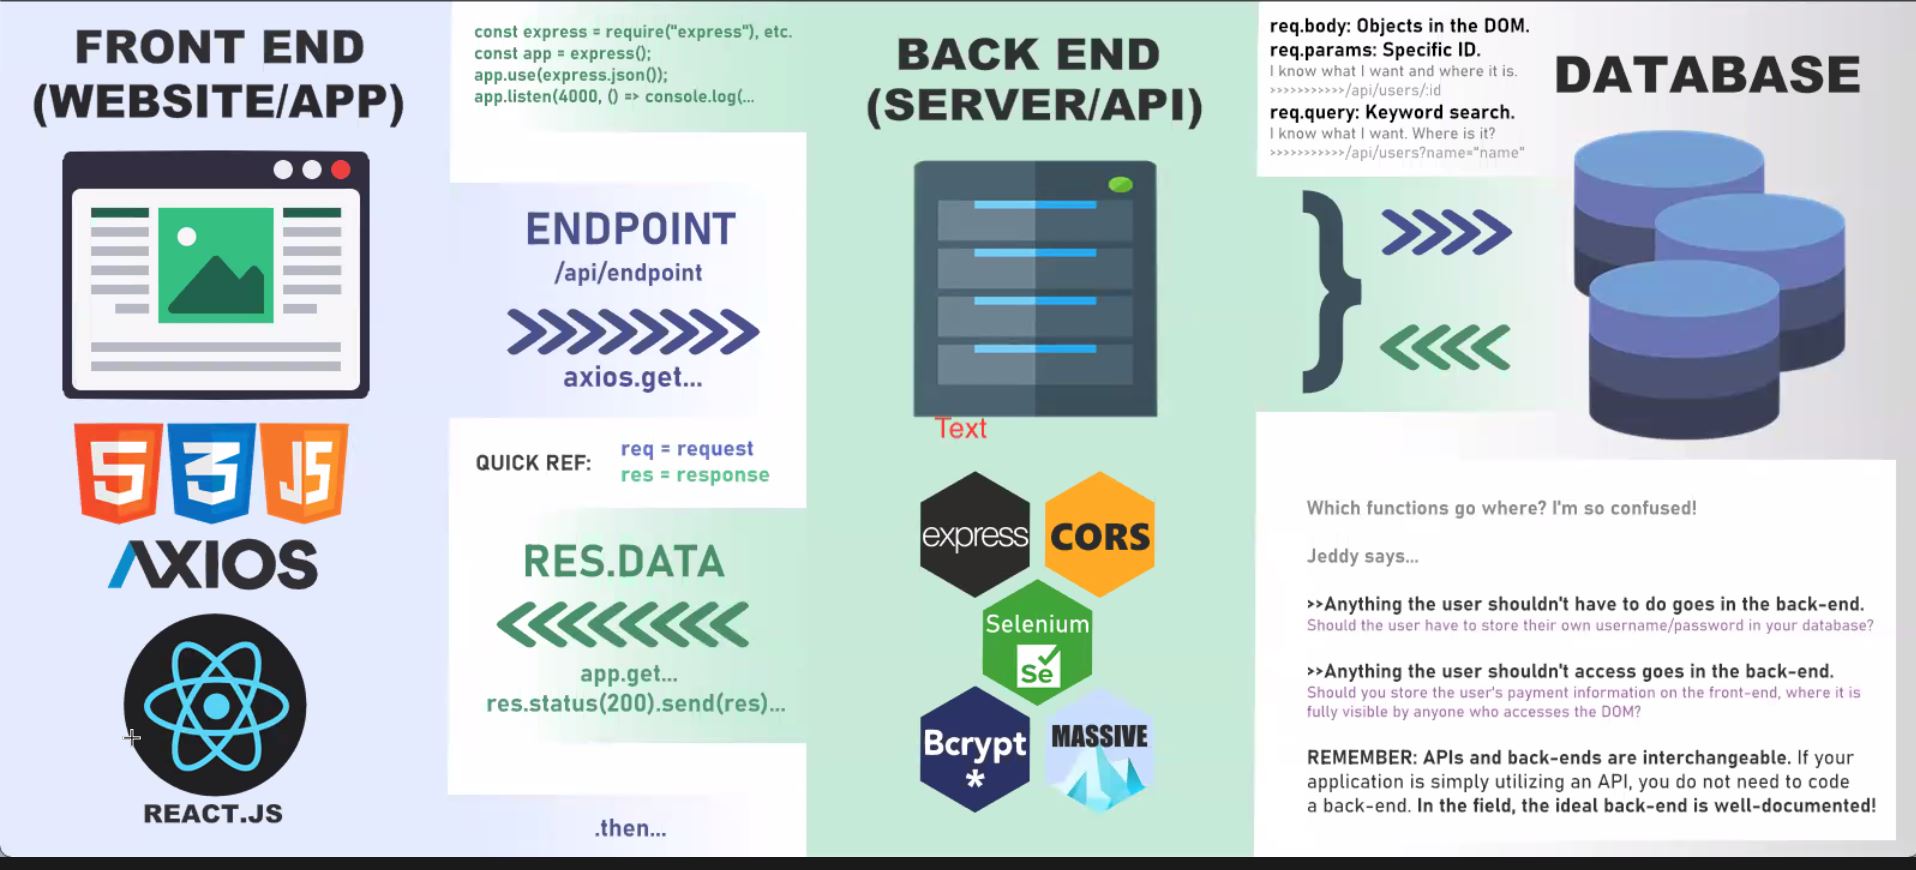 FRONT END
(WEBSITE/APP)
5
3
JS
AXIOS
REACT.JS
const express = require("express"), etc.
const app = express();
app.use(express.json());
app.listen(4000, () => console.log(...
ENDPOINT
/api/endpoint
axios.get...
QUICK REF:
req = request
res = response
RES.DATA
app.get...
res.status(200).send(res)...
.then...
BACK END
(SERVER/API)
Text
express
CORS
Selenium
Se
Bcrypt
*
MASSIVE
req.body: Objects in the DOM.
req.params: Specific ID.
I know what I want and where it is.
>>>>>>>>>>>/api/users/:id
req.query: Keyword search.
I know what I want. Where is it?
>>>>>>>>>>>/api/users?name="name"
}
DATABASE
Which functions go where? I'm so confused!
Jeddy says...
>>Anything the user shouldn't have to do goes in the back-end.
Should the user have to store their own username/password in your database?
>>Anything the user shouldn't access goes in the back-end.
Should you store the user's payment information on the front-end, where it is
fully visible by anyone who accesses the DOM?
REMEMBER: APIs and back-ends are interchangeable. If your
application is simply utilizing an API, you do not need to code
a back-end. In the field, the ideal back-end is well-documented!